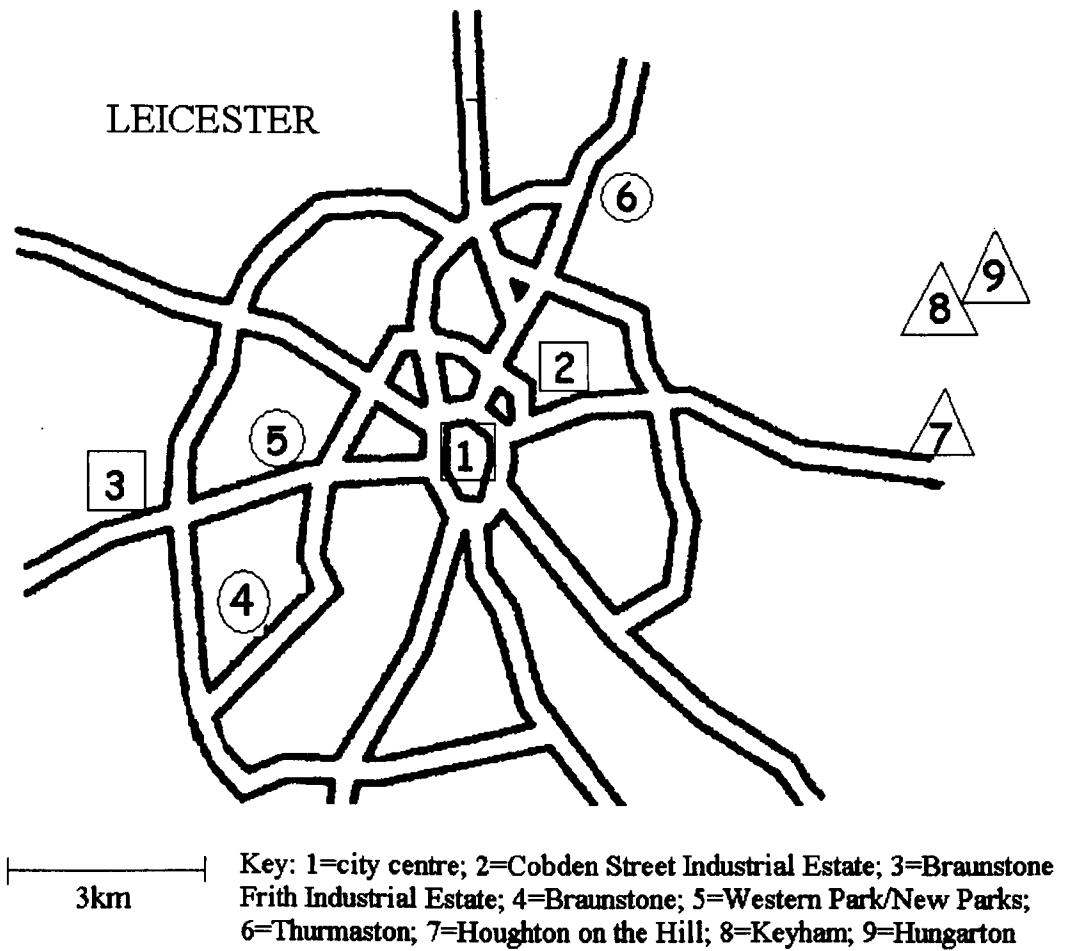 LEICESTER
6
9
8
2
7
5
1
3
4
3km
Key: 1=city centre; 2=Cobden Street Industrial Estate; 3=Braunstone
Frith Industrial Estate; 4=Braunstone; 5=Western Park/New Parks;
6=Thurmaston; 7=Houghton on the Hill; 8=Keyham; 9=Hungarton